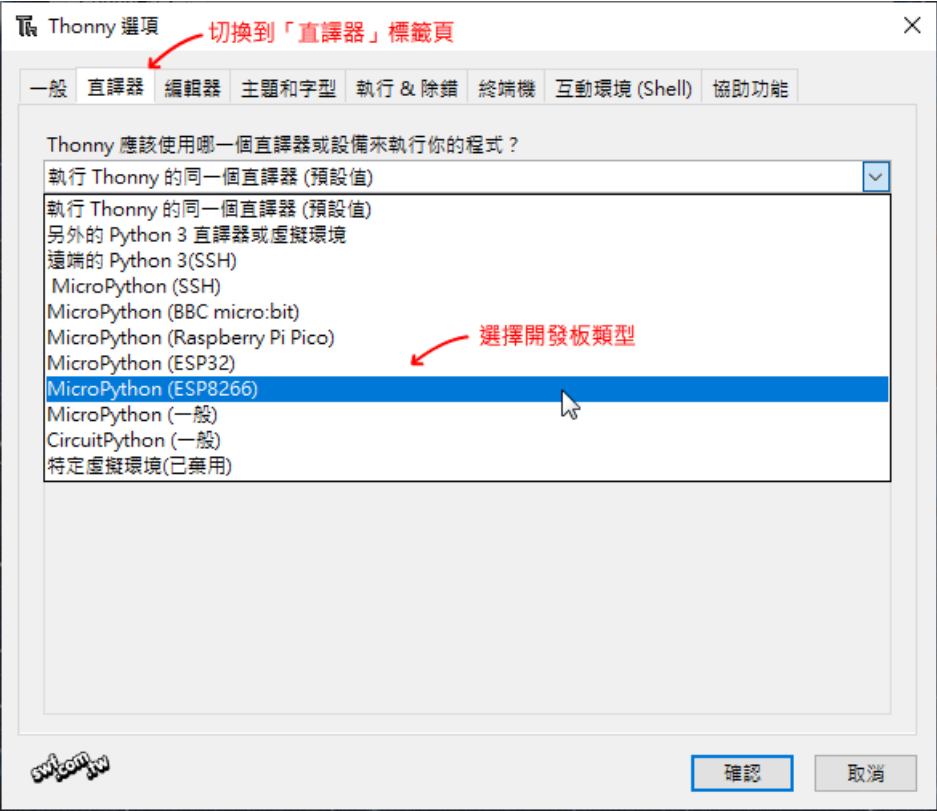 Thonny 選項
切換到「直譯器」標籤頁
一般 直譯器 編輯器 主題和字型 執行 & 除錯 終端機 互動環境 (Shell) 協助功能
Thonny 應該使用哪一個直譯器或設備來執行你的程式？
執行 Thonny 的同一個直譯器 (預設值)
執行 Thonny 的同一個直譯器 (預設值)
另外的 Python 3 直譯器或虛擬環境
遠端的 Python 3(SSH)
MicroPython (SSH)
MicroPython (BBC micro:bit)
MicroPython (Raspberry Pi Pico)
選擇開發板類型
MicroPython (ESP32)
MicroPython (ESP8266)
MicroPython (一般)
CircuitPython (一般)
特定虛擬環境(已棄用)
swf.com.tw
確認 取消